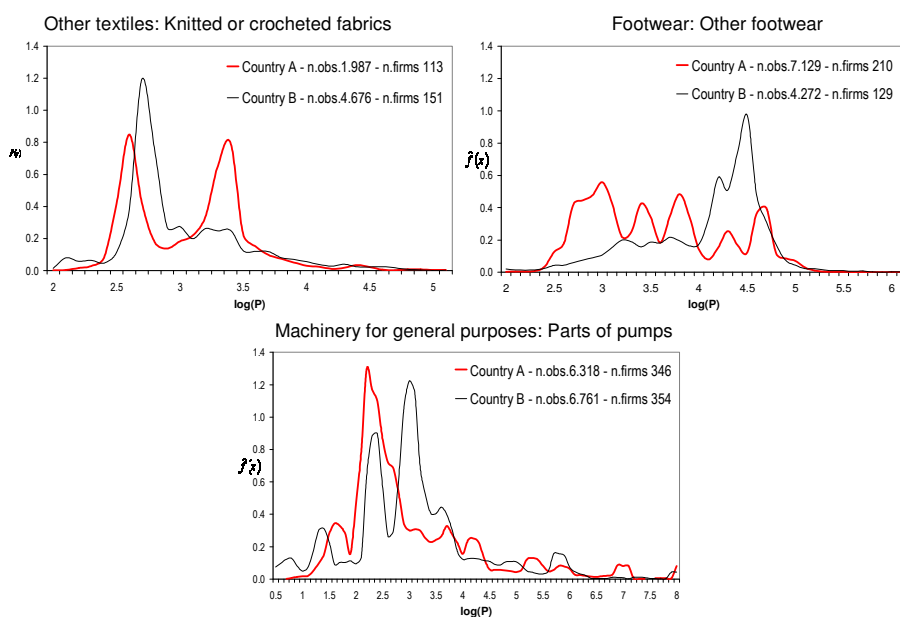 Other textiles: Knitted or crocheted fabrics
1.4
1.2
1.0
0.8
0.6
0.4
0.2
0.0
Country A - n.obs.1.987 - n.firms 113
Country B - n.obs.4.676 - n.firms 151
2 2.5 3 3.5 4 4.5 5
log(P)
Footwear: Other footwear
1.4
1.2
1.0
0.8
0.6
0.4
0.2
0.0
f̂(x)
Country A - n.obs.7.129 - n.firms 210
Country B - n.obs.4.272 - n.firms 129
2 2.5 3 3.5 4 4.5 5 5.5 6
log(P)
Machinery for general purposes: Parts of pumps
1.4
1.2
1.0
0.8
0.6
0.4
0.2
0.0
f̂(x)
Country A - n.obs.6.318 - n.firms 346
Country B - n.obs.6.761 - n.firms 354
0.5 1 1.5 2 2.5 3 3.5 4 4.5 5 5.5 6 6.5 7 7.5 8
log(P)